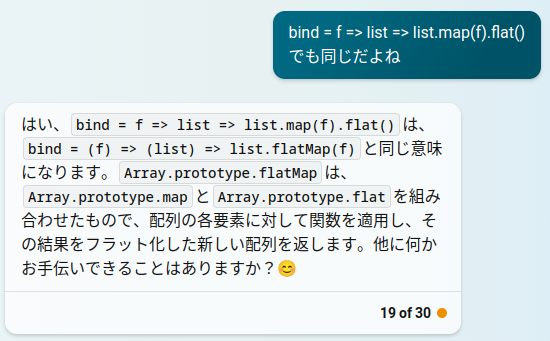 bind = f => list => list.map(f).flat()
でも同じだよね
はい、 bind = f => list => list.map(f).flat() は、
bind = (f) => (list) => list.flatMap(f) と同じ意味
になります。 Array.prototype.flatMap は、
Array.prototype.map と Array.prototype.flat を組み
合わせたもので、配列の各要素に対して関数を適用し、そ
の結果をフラット化した新しい配列を返します。他に何か
お手伝いできることはありますか？😊
19 of 30